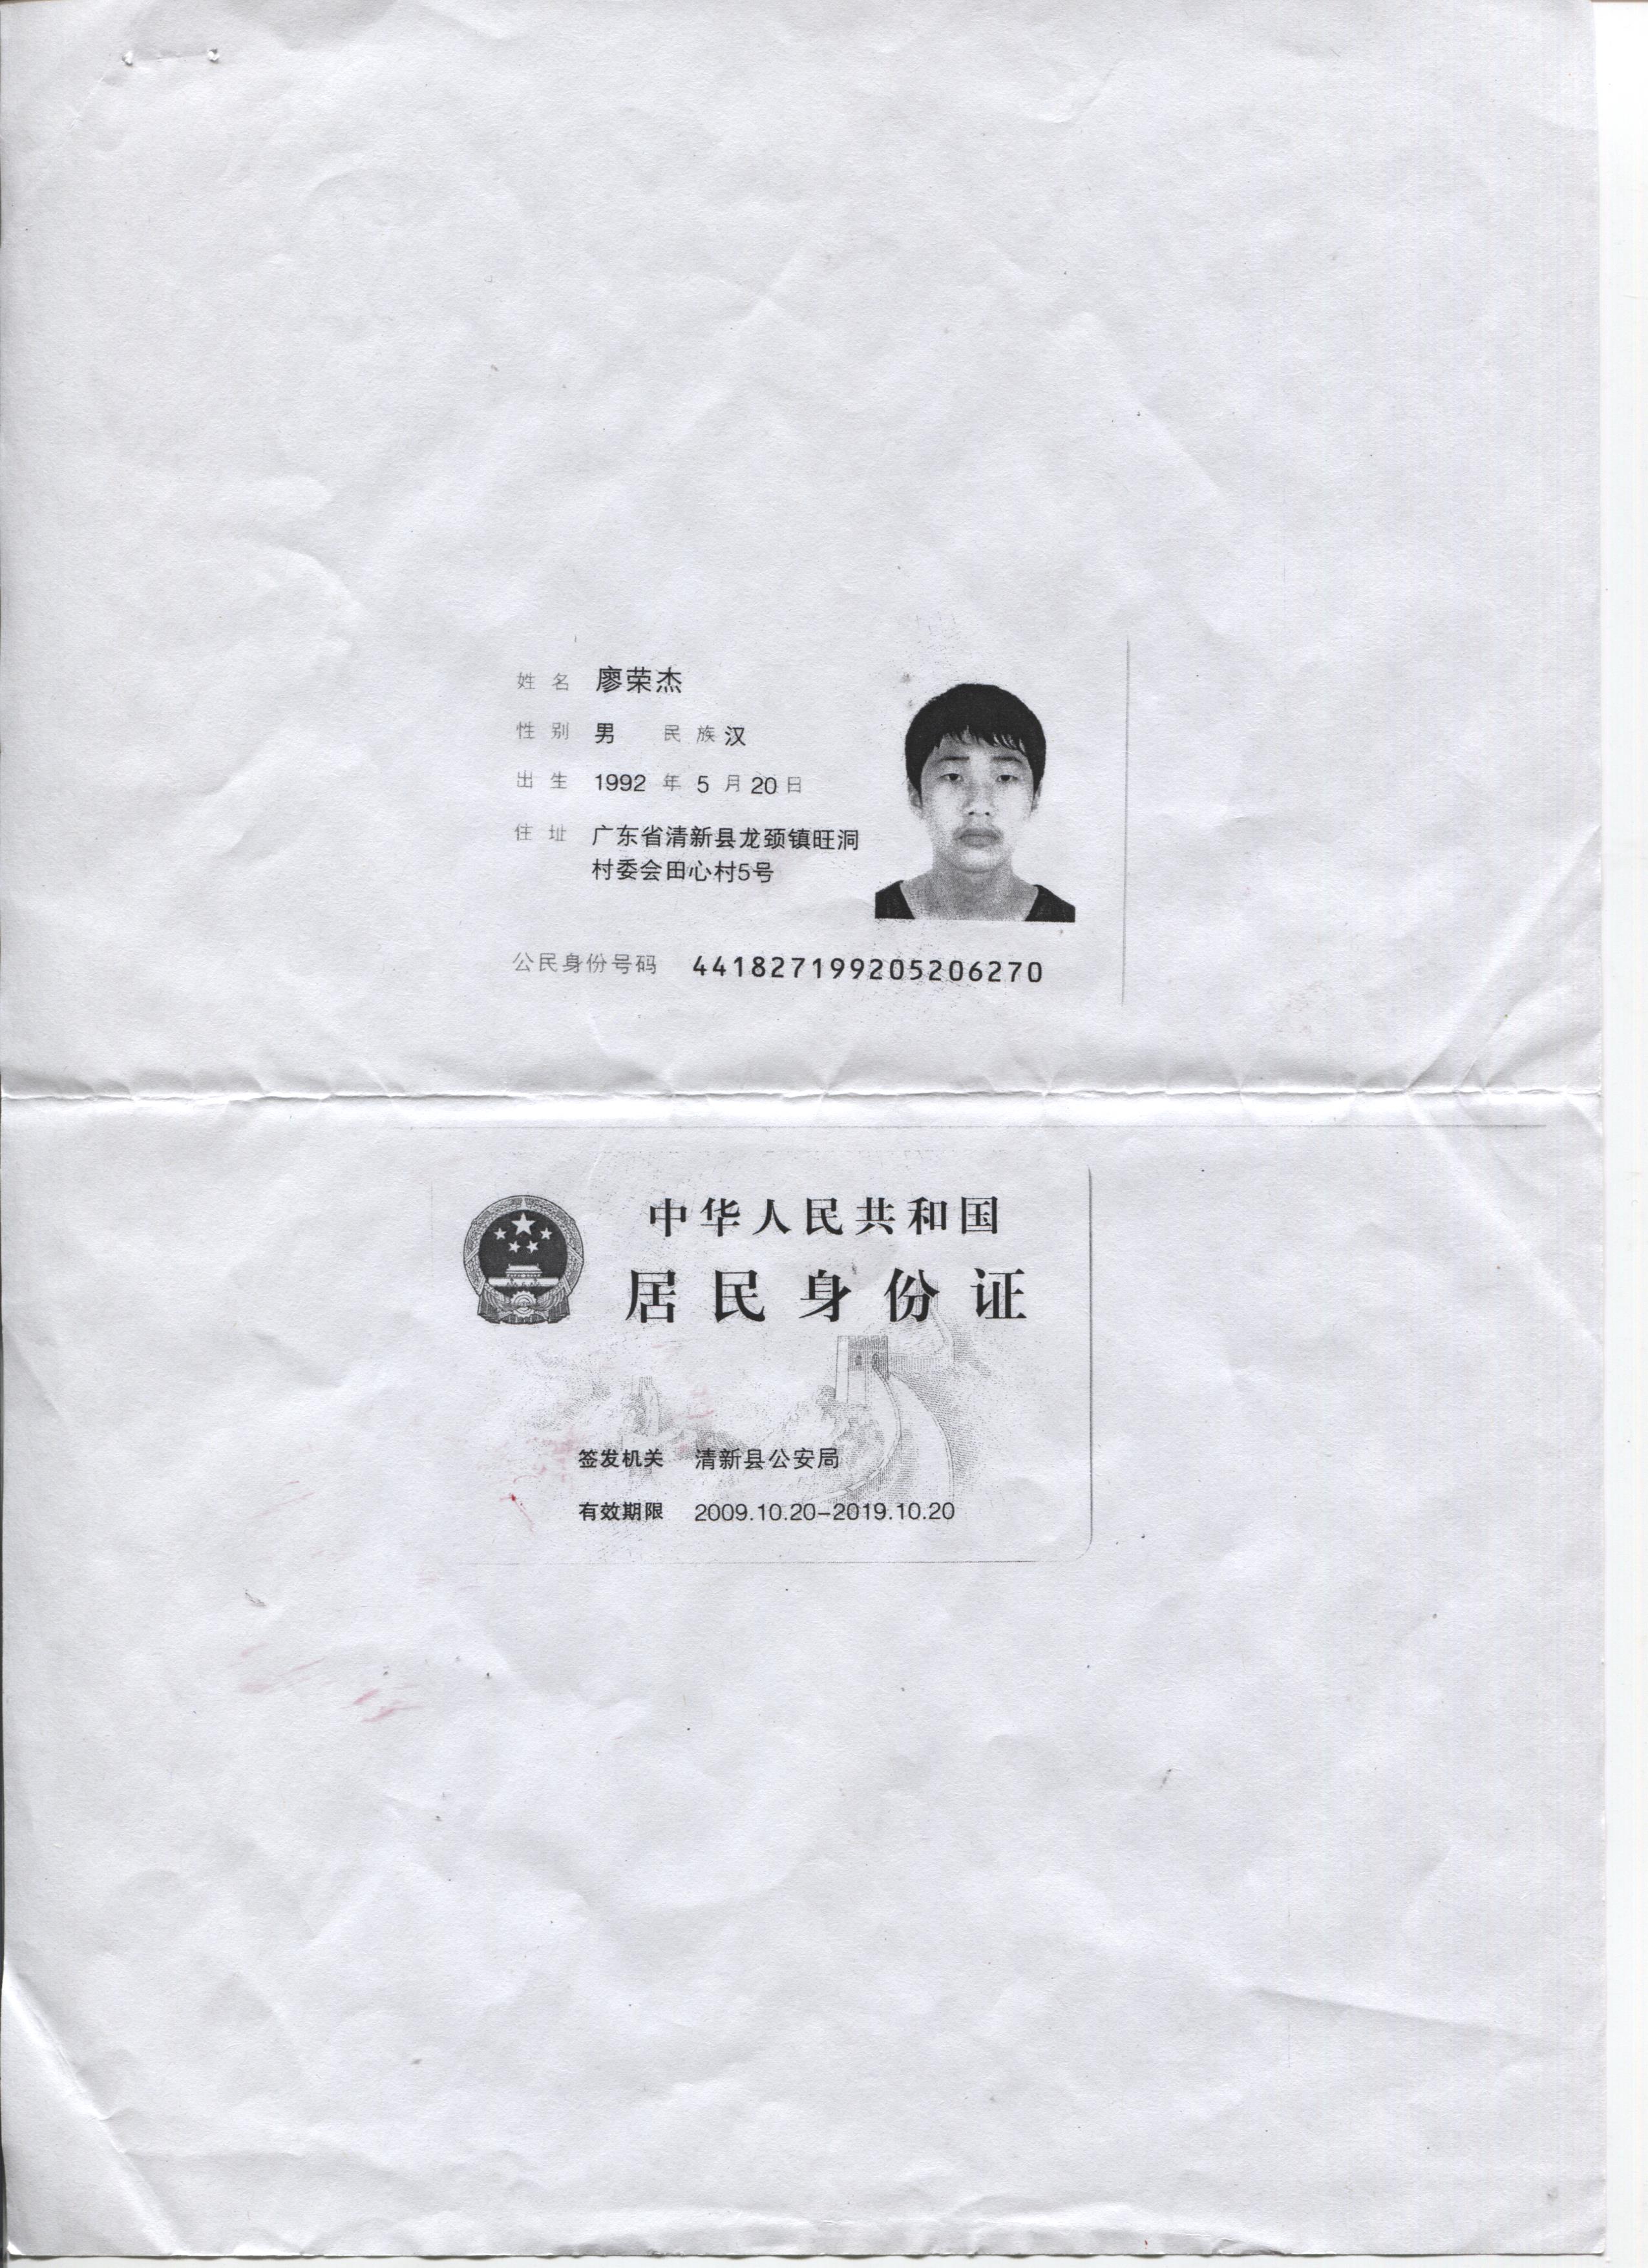 姓名 廖荣杰
性别 男 民族 汉
出生 1992 年 5 月 20 日
住址 广东省清新县龙颈镇旺洞
村委会田心村5号
公民身份号码 441827199205206270
中华人民共和国
居民身份证
签发机关 清新县公安局
有效期限 2009.10.20-2019.10.20